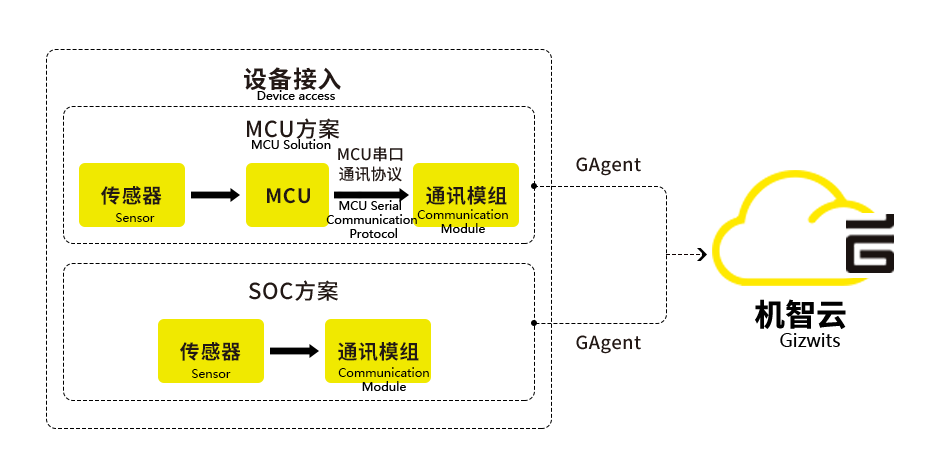 设备接入
Device access
MCU方案
MCU Solution
传感器
Sensor
MCU
MCU串口
通讯协议
MCU Serial
Communication
Protocol
通讯模组
Communication
Module
GAgent
SOC方案
传感器
Sensor
通讯模组
Communication
Module
GAgent
机智云
Gizwits